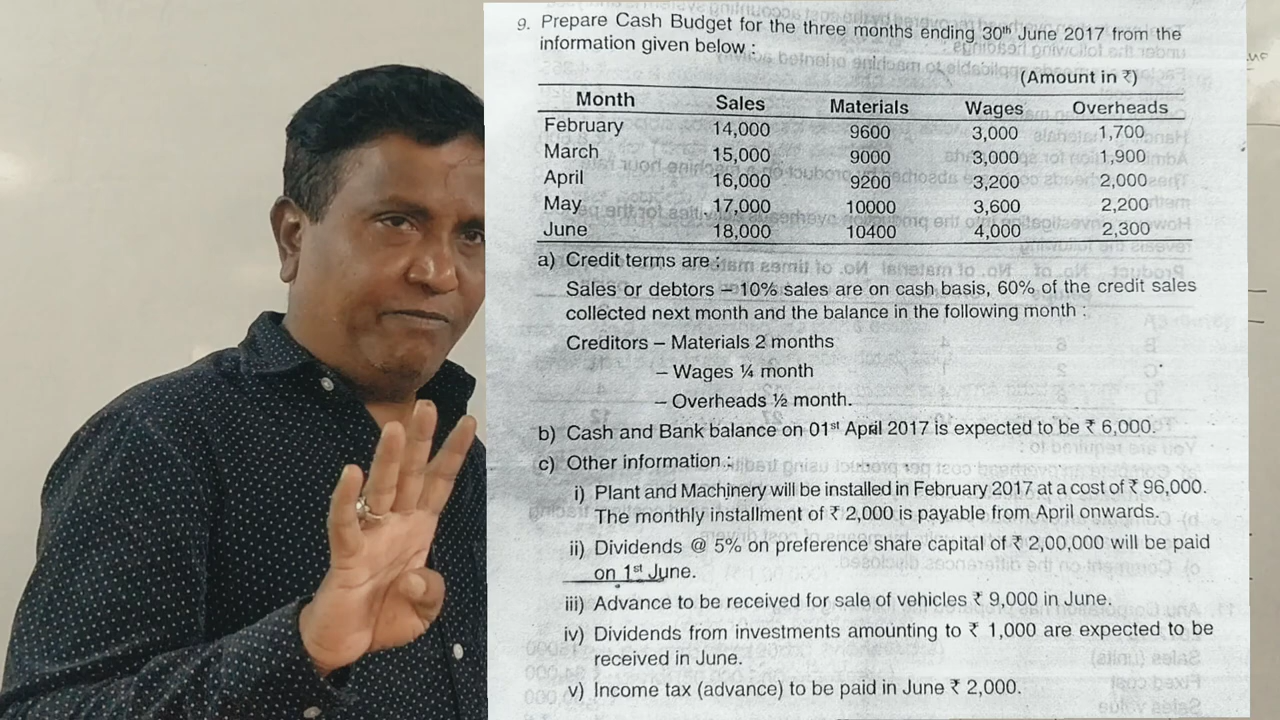 9. Prepare Cash Budget for the three months ending 30th June 2017 from the
information given below :
(Amount in ₹)
Month Sales Materials Wages Overheads
February 14,000 9600 3,000 1,700
March 15,000 9000 3,000 1,900
April 16,000 9200 3,200 2,000
May 17,000 10000 3,600 2,200
June 18,000 10400 4,000 2,300
a) Credit terms are :
Sales or debtors – 10% sales are on cash basis, 60% of the credit sales
collected next month and the balance in the following month :
Creditors – Materials 2 months
– Wages ¼ month
– Overheads ½ month.
b) Cash and Bank balance on 01st April 2017 is expected to be ₹ 6,000.
c) Other information :
i) Plant and Machinery will be installed in February 2017 at a cost of ₹ 96,000.
The monthly installment of ₹ 2,000 is payable from April onwards.
ii) Dividends @ 5% on preference share capital of ₹ 2,00,000 will be paid
on 1st June.
iii) Advance to be received for sale of vehicles ₹ 9,000 in June.
iv) Dividends from investments amounting to ₹ 1,000 are expected to be
received in June.
v) Income tax (advance) to be paid in June ₹ 2,000.